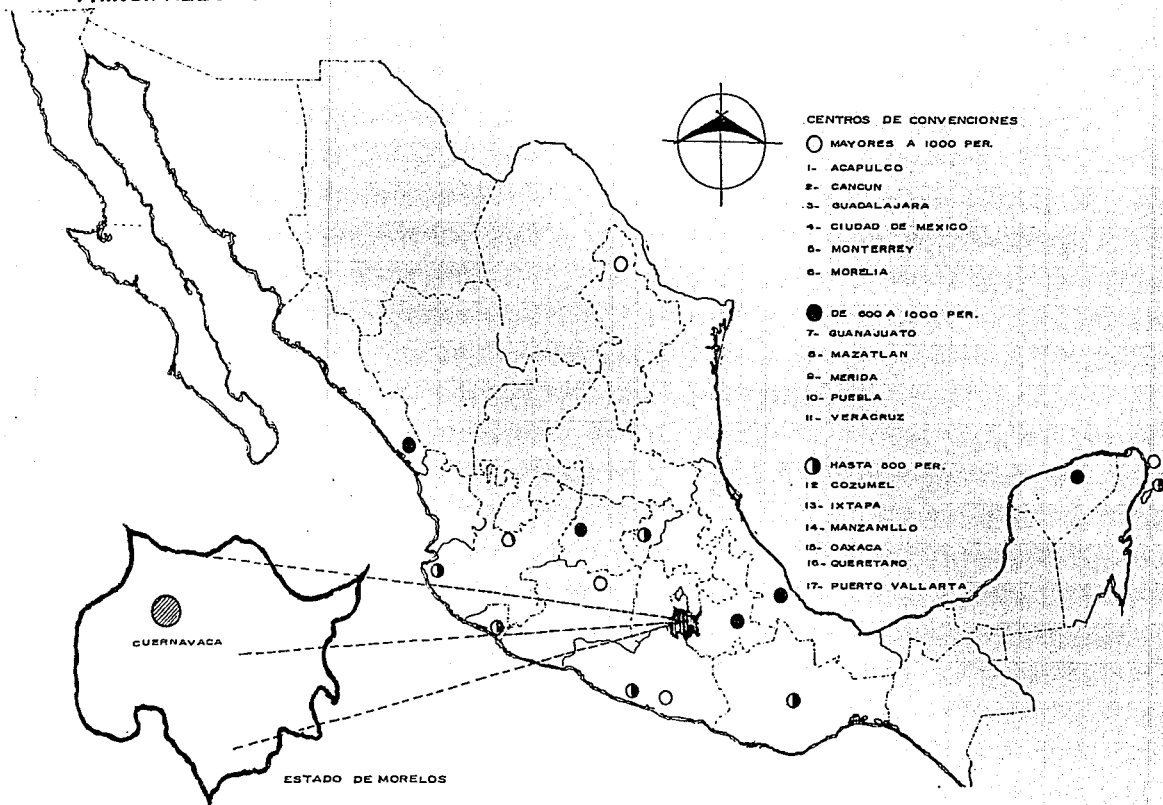 CENTROS DE CONVENCIONES
MAYORES A 1000 PER.
1- ACAPULCO
2- CANCUN
3- GUADALAJARA
4- CIUDAD DE MEXICO
5- MONTERREY
6- MORELIA
DE 600 A 1000 PER.
7- GUANAJUATO
8- MAZATLAN
9- MERIDA
10- PUEBLA
11- VERACRUZ
HASTA 600 PER.
12 COZUMEL
13- IXTAPA
14- MANZANILLO
15- OAXACA
16- QUERETARO
17- PUERTO VALLARTA
CUERNAVACA
ESTADO DE MORELOS